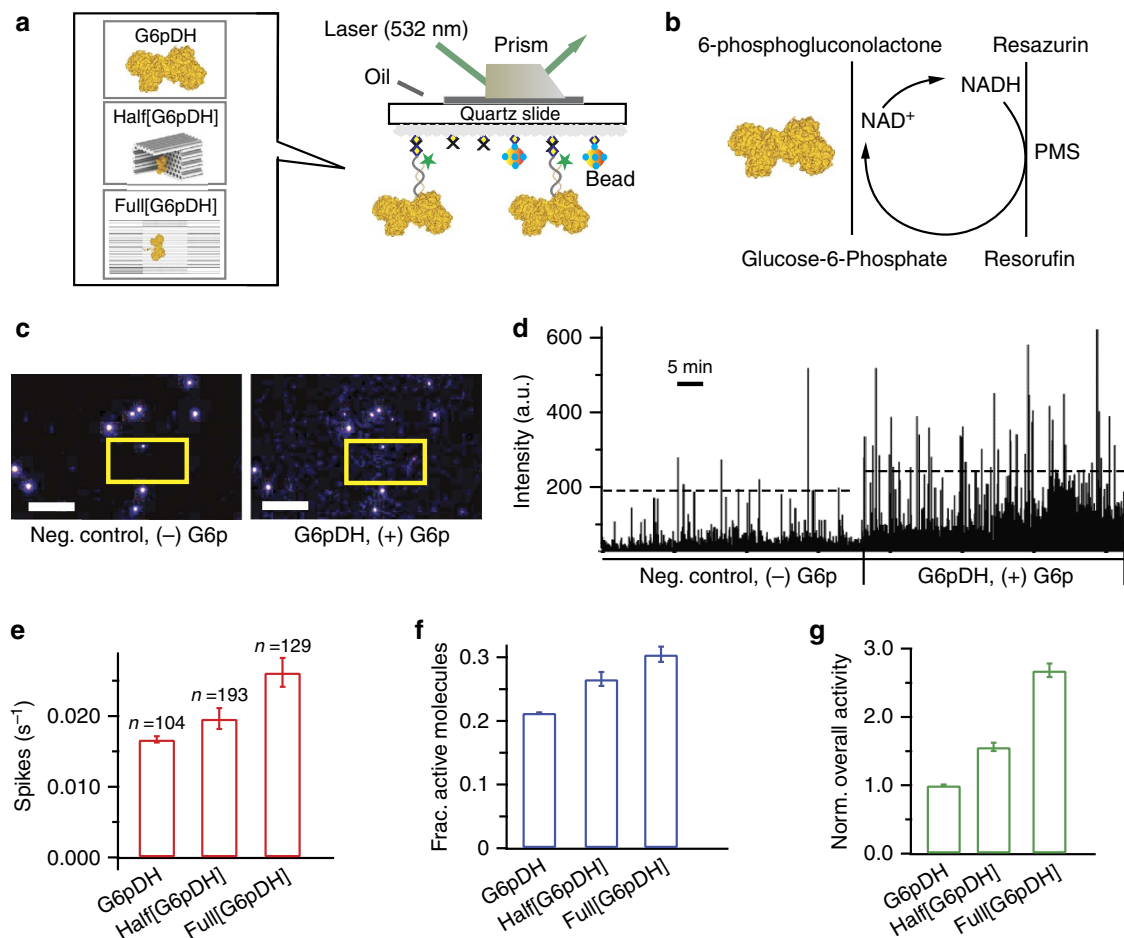 a
G6pDH
Half[G6pDH]
Full[G6pDH]
Laser (532 nm)
Prism
Oil
Quartz slide
Bead
b
6-phosphogluconolactone
Resazurin
NADH
NAD+
PMS
Glucose-6-Phosphate
Resorufin
c
Neg. control, (–) G6p
G6pDH, (+) G6p
d
600
400
200
Intensity (a.u.)
5 min
Neg. control, (–) G6p
G6pDH, (+) G6p
e
n=104
n=193
n=129
0.020
0.010
0.000
Spikes (s⁻¹)
G6pDH
Half[G6pDH]
Full[G6pDH]
f
0.3
0.2
0.1
0
Frac. active molecules
G6pDH
Half[G6pDH]
Full[G6pDH]
g
3.0
2.0
1.0
0.0
Norm. overall activity
G6pDH
Half[G6pDH]
Full[G6pDH]